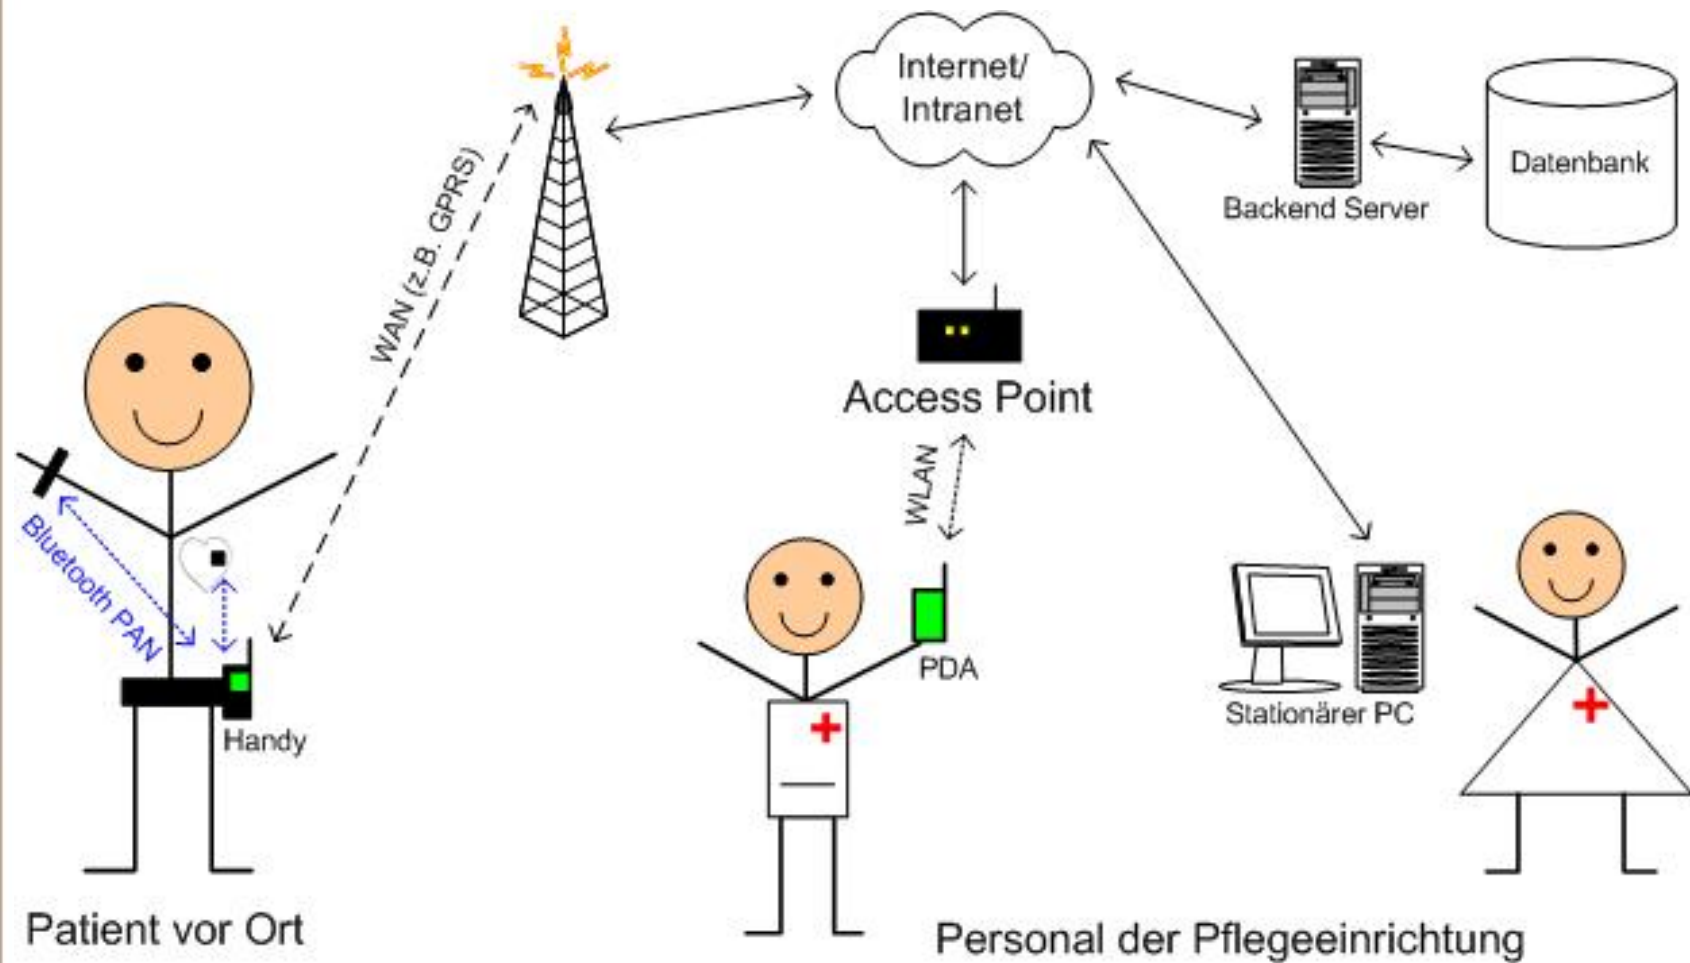 Internet/
Intranet
Datenbank
Backend Server
WAN (z.B. GPRS)
Access Point
WLAN
Bluetooth PAN
PDA
Stationärer PC
Handy
Patient vor Ort
Personal der Pflegeeinrichtung